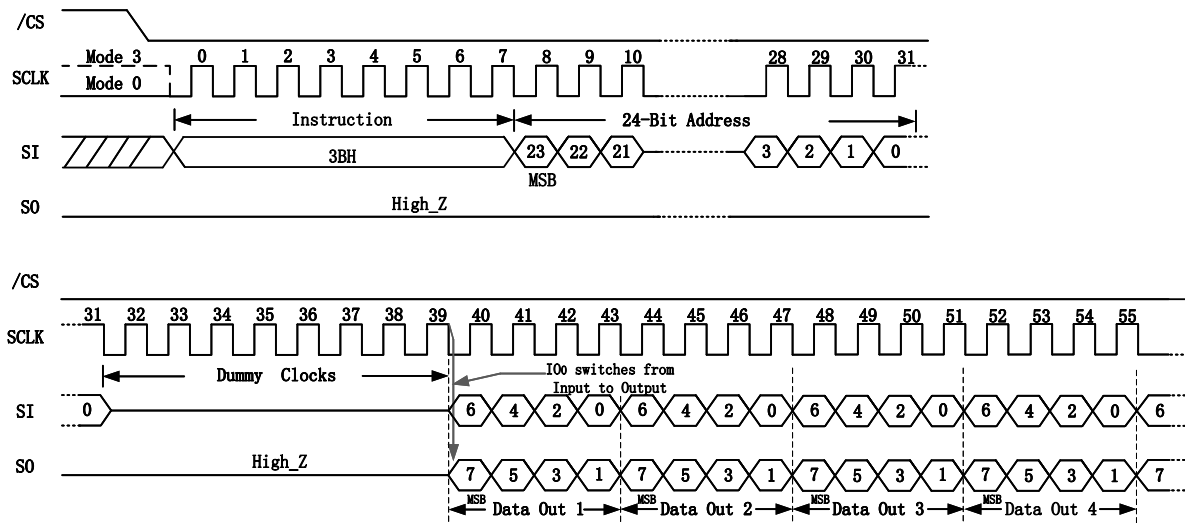 /CS
Mode 3 0 1 2 3 4 5 6 7 8 9 10 28 29 30 31
SCLK
Mode 0
Instruction 24-Bit Address
SI 3BH 23 22 21 3 2 1 0
MSB
SO High_Z
/CS
31 32 33 34 35 36 37 38 39 40 41 42 43 44 45 46 47 48 49 50 51 52 53 54 55
SCLK
Dummy Clocks IO0 switches from
Input to Output
SI 0 6 4 2 0 6 4 2 0 6 4 2 0 6 4 2 0 6
SO High_Z 7 5 3 1 7 5 3 1 7 5 3 1 7 5 3 1 7
MSB Data Out 1 MSB Data Out 2 MSB Data Out 3 MSB Data Out 4